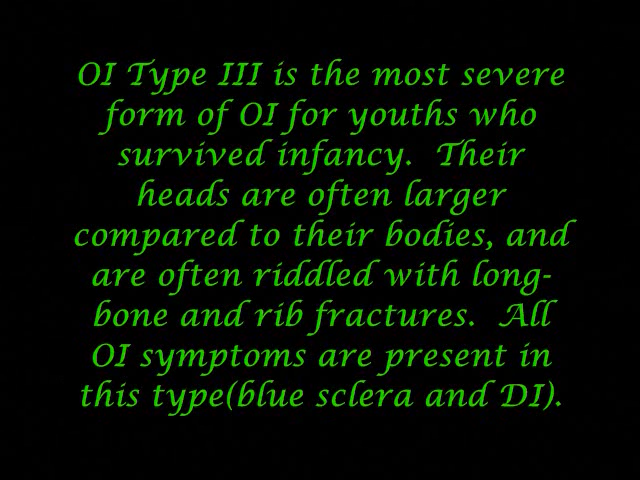 OI Type III is the most severe
form of OI for youths who
survived infancy.  Their
heads are often larger
compared to their bodies, and
are often riddled with long-
bone and rib fractures.  All
OI symptoms are present in
this type(blue sclera and DI).